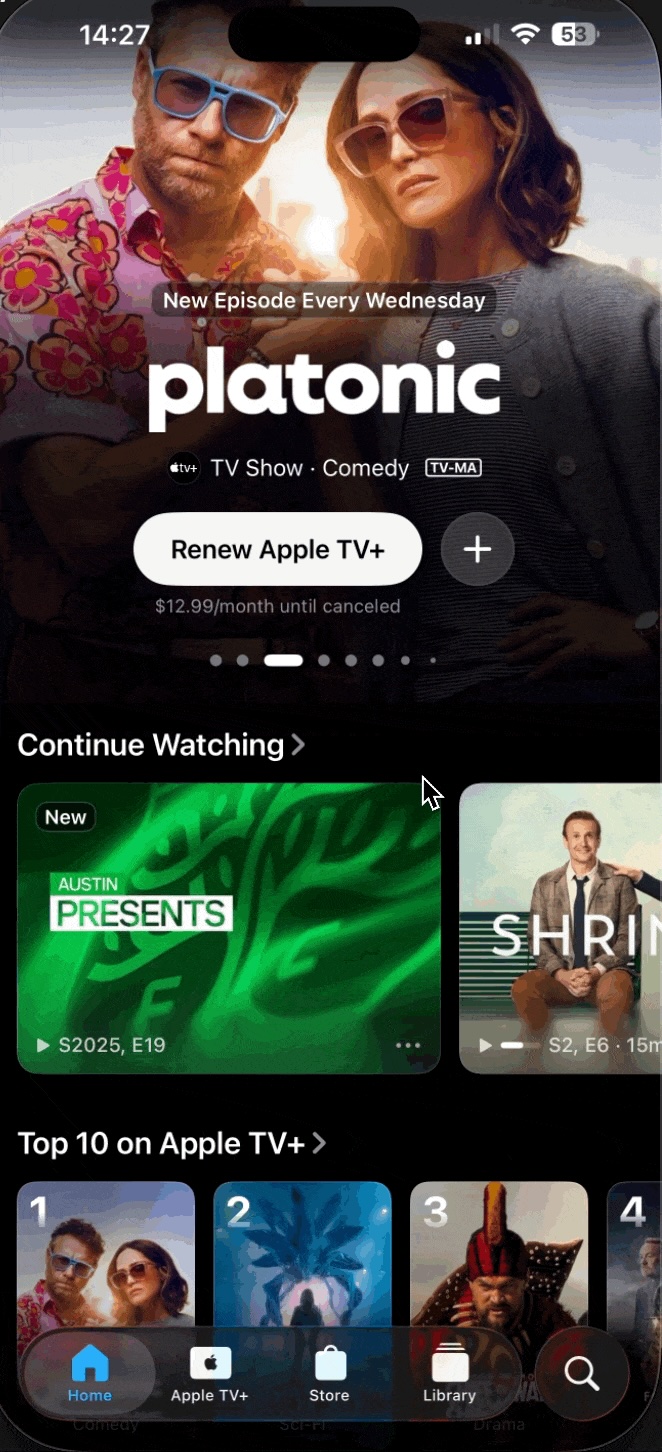 14:27
53
New Episode Every Wednesday
platonic
tv+ TV Show · Comedy TV-MA
Renew Apple TV+
+
$12.99/month until canceled
Continue Watching
New
AUSTIN
PRESENTS
SHRIN
S2025, E19
S2, E6 · 15m
Top 10 on Apple TV+
1 2 3 4
Home Apple TV+ Store Library
Comedy Sci-Fi Drama